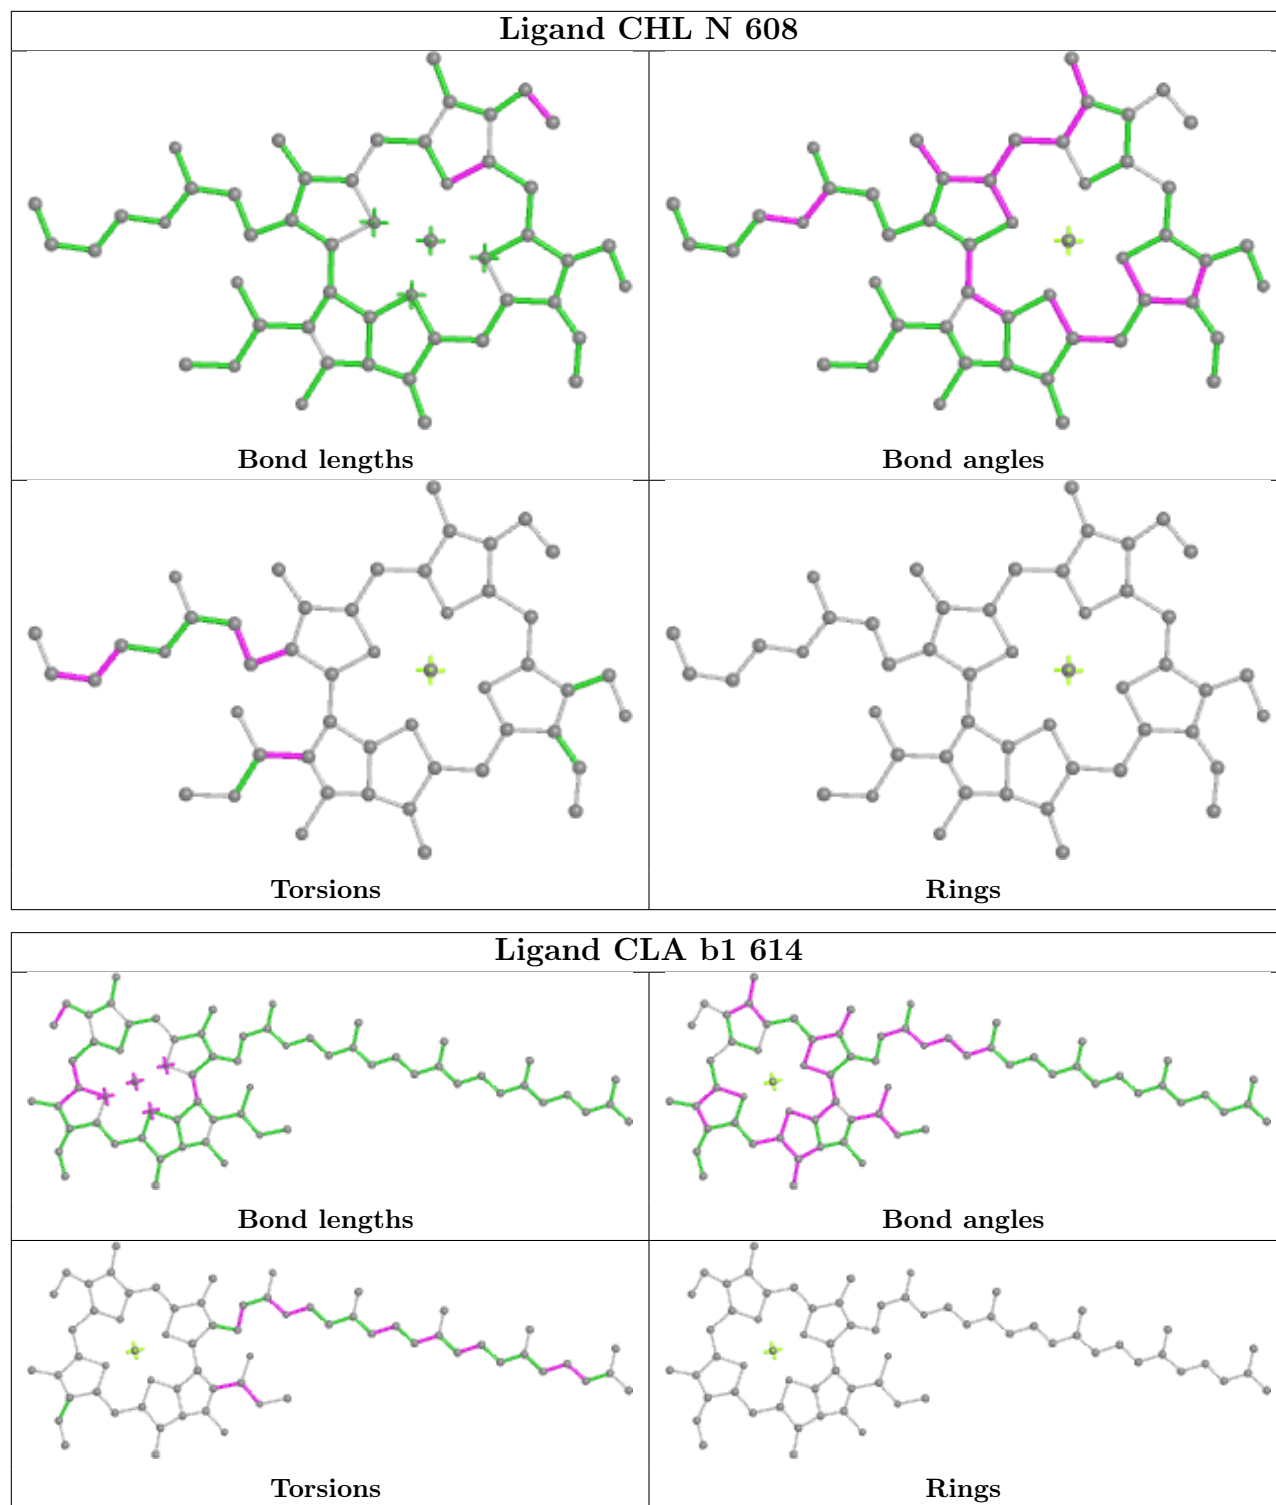 Ligand CHL N 608
Bond lengths
Bond angles
Torsions
Rings
Ligand CLA b1 614
Bond lengths
Bond angles
Torsions
Rings